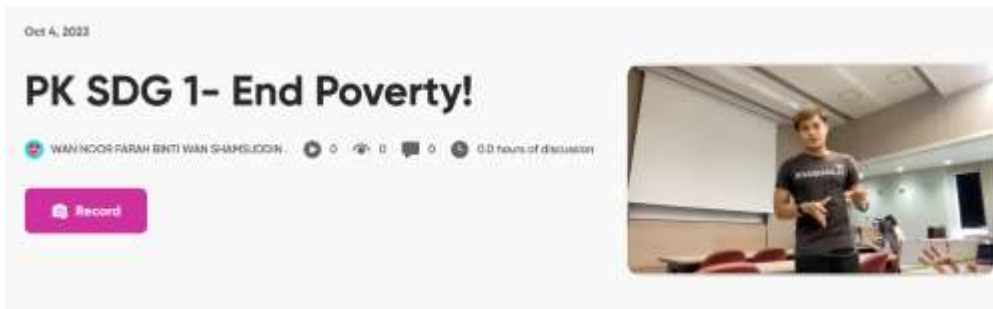 Oct 4, 2023
PK SDG 1- End Poverty!
WAN NOOR FARAH BINTI WAN SHAMSUDDIN . 0 0 0 0.0 hours of discussion
Record